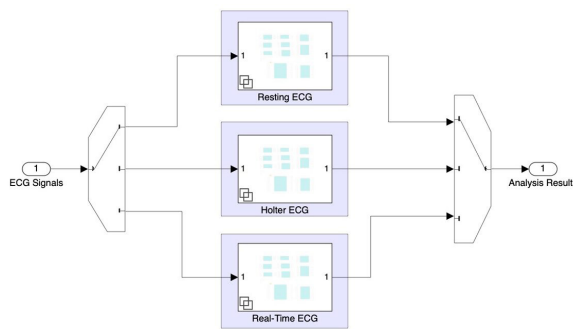 1 1
Resting ECG
1
ECG Signals
1 1
Holter ECG
1
Analysis Result
1 1
Real-Time ECG